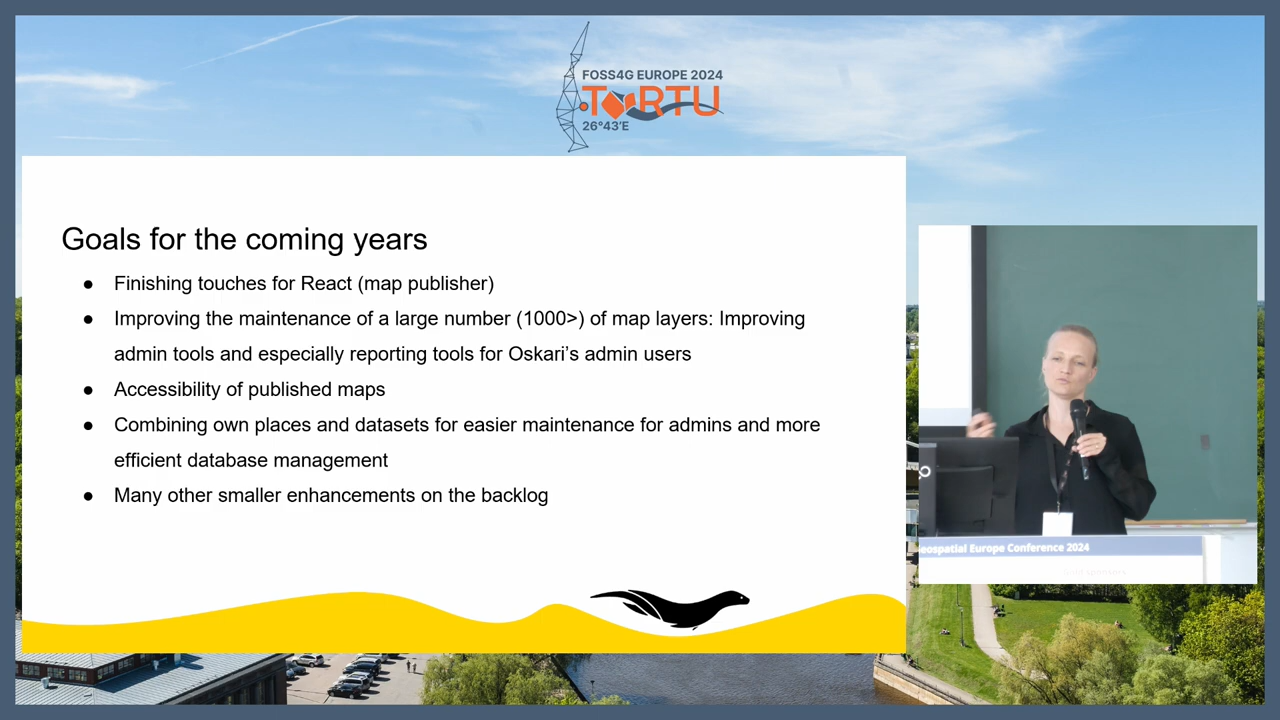 FOSS4G EUROPE 2024
TARTU
26°43'E
Goals for the coming years
● Finishing touches for React (map publisher)
● Improving the maintenance of a large number (1000>) of map layers: Improving
admin tools and especially reporting tools for Oskari’s admin users
● Accessibility of published maps
● Combining own places and datasets for easier maintenance for admins and more
efficient database management
● Many other smaller enhancements on the backlog
eospatial Europe Conference 2024